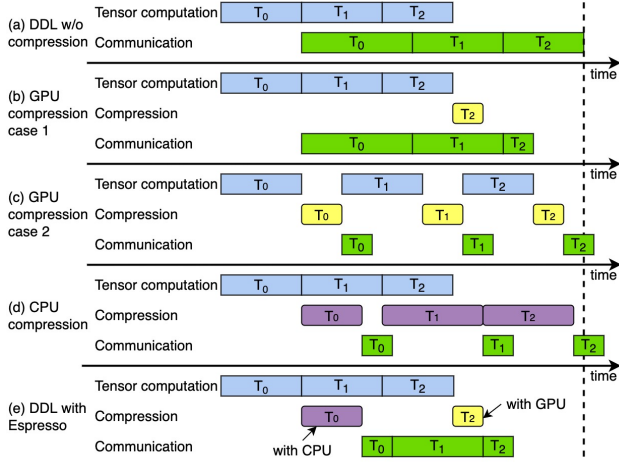 (a) DDL w/o
compression
Tensor computation T₀ T₁ T₂
Communication T₀ T₁ T₂
time
(b) GPU
compression
case 1
Tensor computation T₀ T₁ T₂
Compression T₂
Communication T₀ T₁ T₂
time
(c) GPU
compression
case 2
Tensor computation T₀ T₁ T₂
Compression T₀ T₁ T₂
Communication T₀ T₁ T₂
time
(d) CPU
compression
Tensor computation T₀ T₁ T₂
Compression T₀ T₁ T₂
Communication T₀ T₁ T₂
time
(e) DDL with
Espresso
Tensor computation T₀ T₁ T₂
Compression T₀ T₂
with GPU
with CPU
Communication T₀ T₁ T₂